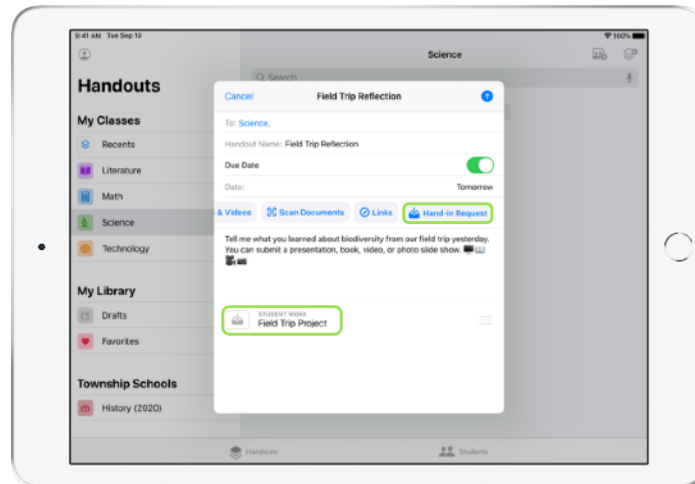 9:41 AM Tue Sep 10
100%
Science
Handouts
Search
My Classes
Recents
Literature
Math
Science
Technology
My Library
Drafts
Favorites
Township Schools
History (2020)
Cancel
Field Trip Reflection
To: Science,
Handout Name: Field Trip Reflection
Due Date
Date:
Tomorrow
& Videos
Scan Documents
Links
Hand-in Request
Tell me what you learned about biodiversity from our field trip yesterday.
You can submit a presentation, book, video, or photo slide show. 🖥️📖
🎥📷
STUDENT WORK
Field Trip Project
Handouts
Students